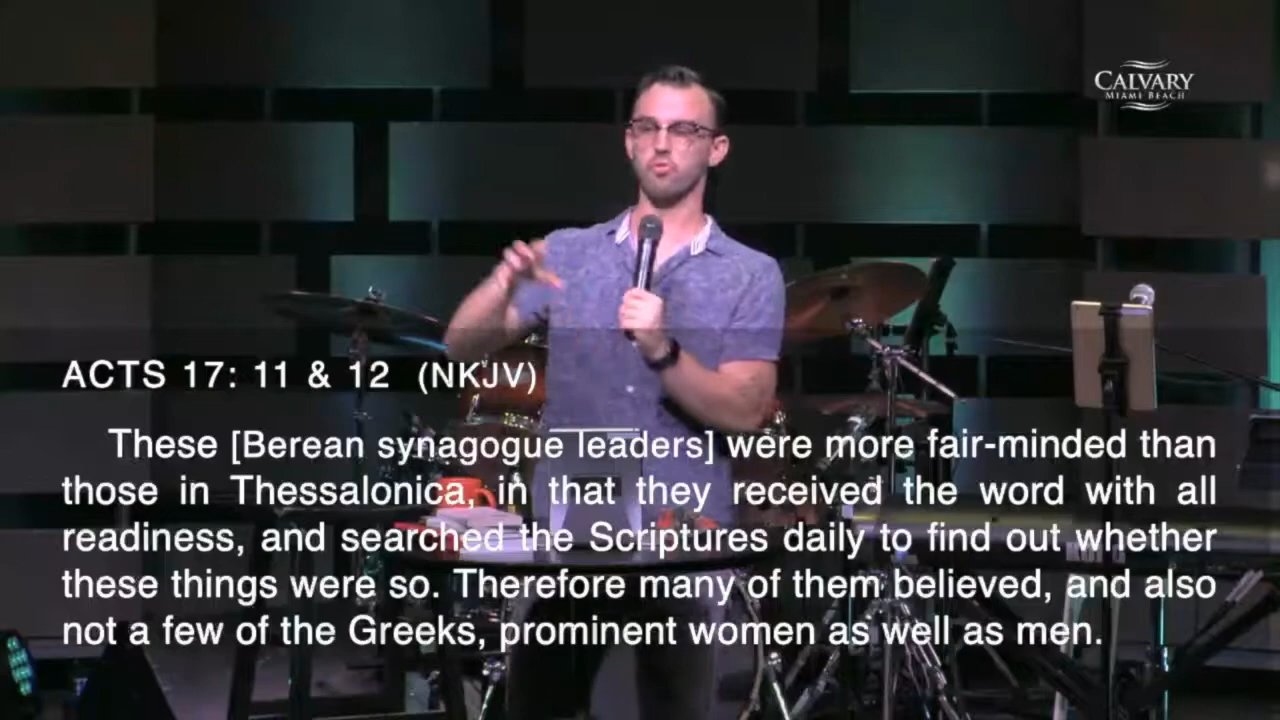 CALVARY
MIAMI BEACH
ACTS 17: 11 & 12 (NKJV)
These [Berean synagogue leaders] were more fair-minded than
those in Thessalonica, in that they received the word with all
readiness, and searched the Scriptures daily to find out whether
these things were so. Therefore many of them believed, and also
not a few of the Greeks, prominent women as well as men.